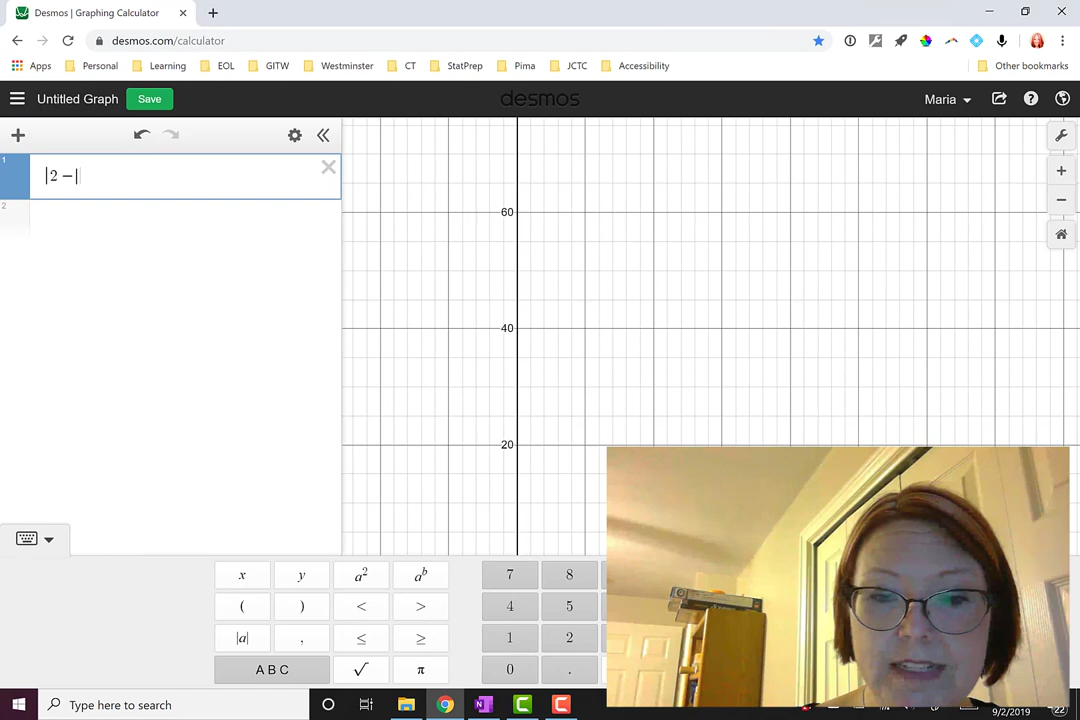 Desmos | Graphing Calculator
desmos.com/calculator
Apps Personal Learning EOL GITW Westminster CT StatPrep Pima JCTC Accessibility Other bookmarks
Untitled Graph Save desmos Maria
1
|2 −|
2
60
40
20
x y a² aᵇ 7 8
( ) < > 4 5
|a| , ≤ ≥ 1 2
A B C √ π 0 .
Type here to search
9/2/2019 22